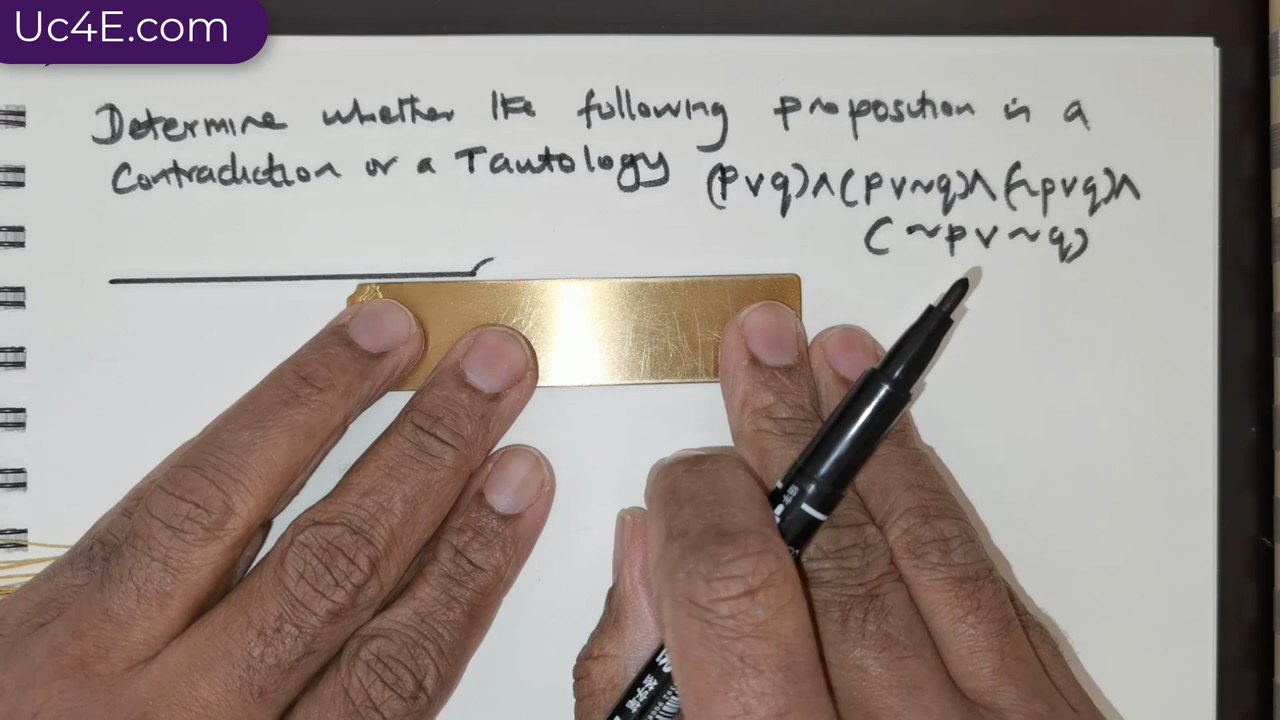 Uc4E.com
Determine whether the following proposition is a
Contradiction or a Tautology (p∨q)∧(p∨~q)∧(~p∨q)∧
(~p∨~q)